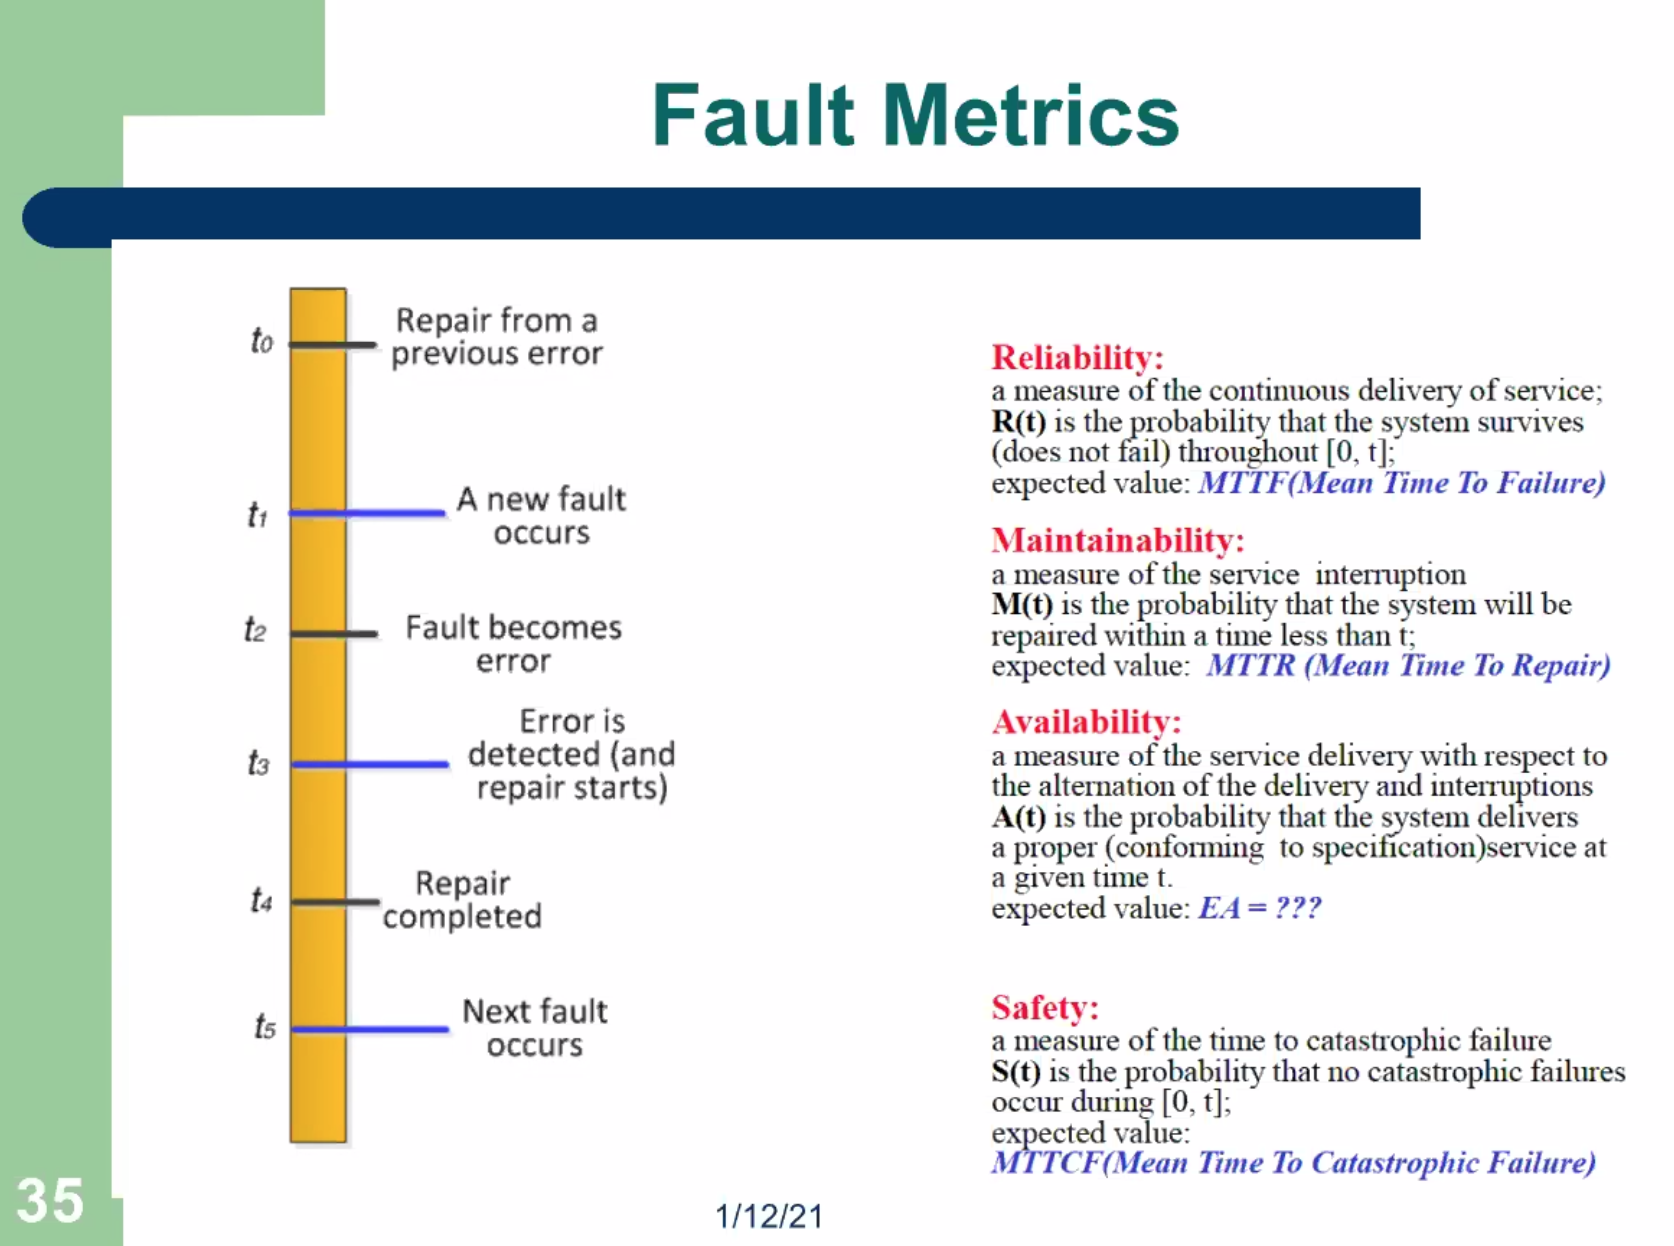 Fault Metrics
t0
Repair from a
previous error
t1
A new fault
occurs
t2
Fault becomes
error
t3
Error is
detected (and
repair starts)
t4
Repair
completed
t5
Next fault
occurs
Reliability:
a measure of the continuous delivery of service;
R(t) is the probability that the system survives
(does not fail) throughout [0, t];
expected value: MTTF(Mean Time To Failure)
Maintainability:
a measure of the service interruption
M(t) is the probability that the system will be
repaired within a time less than t;
expected value: MTTR (Mean Time To Repair)
Availability:
a measure of the service delivery with respect to
the alternation of the delivery and interruptions
A(t) is the probability that the system delivers
a proper (conforming to specification)service at
a given time t.
expected value: EA = ???
Safety:
a measure of the time to catastrophic failure
S(t) is the probability that no catastrophic failures
occur during [0, t];
expected value:
MTTCF(Mean Time To Catastrophic Failure)
35
1/12/21